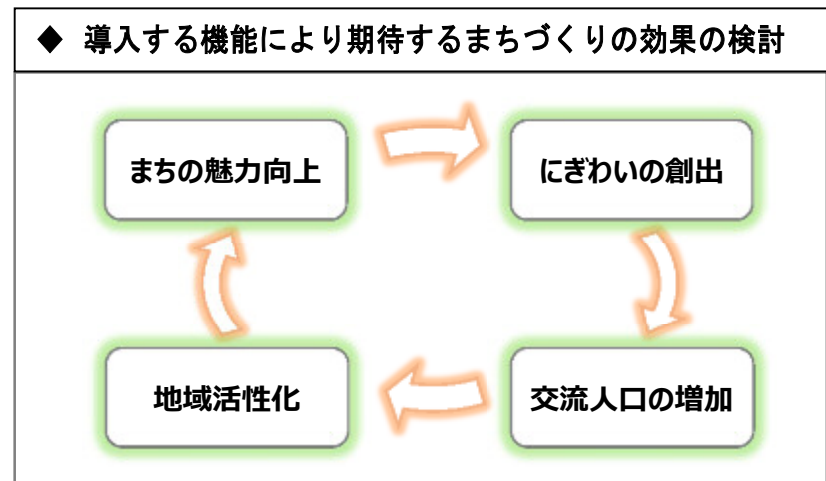 ◆ 導入する機能により期待するまちづくりの効果の検討
まちの魅力向上
にぎわいの創出
地域活性化
交流人口の増加